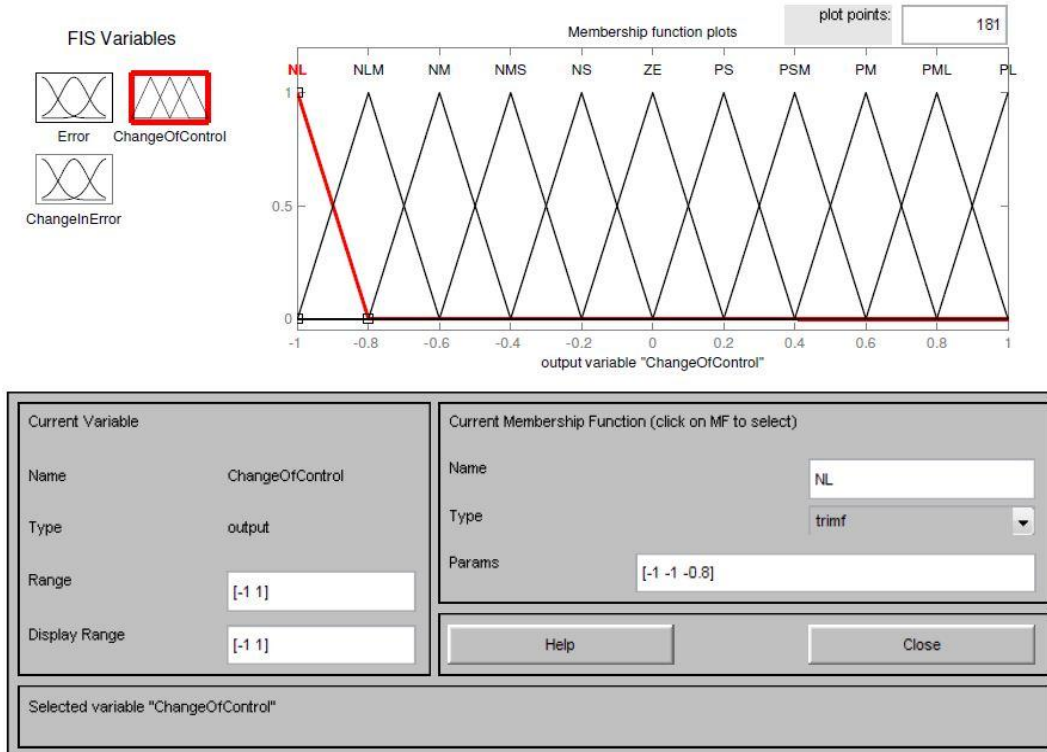 FIS Variables
Error
ChangeOfControl
ChangeInError
Membership function plots
plot points:
181
NL NLM NM NMS NS ZE PS PSM PM PML PL
1
0.5
0
-1 -0.8 -0.6 -0.4 -0.2 0 0.2 0.4 0.6 0.8 1
output variable "ChangeOfControl"
Current Variable
Name ChangeOfControl
Type output
Range [-1 1]
Display Range [-1 1]
Current Membership Function (click on MF to select)
Name NL
Type trimf
Params [-1 -1 -0.8]
Help Close
Selected variable "ChangeOfControl"